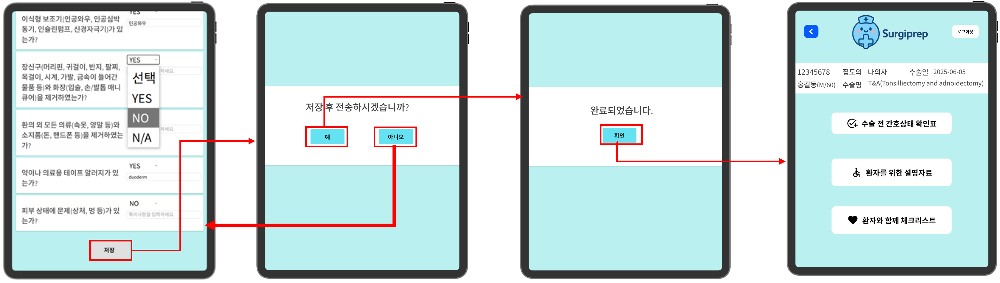 YES
이식형 보조기(인공와우, 인공심박
동기, 인슐린펌프, 신경자극기)가 있
는가?
인공와우
장신구(머리핀, 귀걸이, 반지, 팔찌,
목걸이, 시계, 가발, 금속이 들어간
물품 등)와 화장(입술, 손/발톱 매니
큐어)을 제거하였는가?
YES
하세요.
선택
YES
NO
N/A
환의 외 모든 의류(속옷, 양말 등)와
소지품(돈, 핸드폰 등)을 제거하였는
가?
하세요.
약이나 의료용 테이프 알러지가 있
는가?
YES
duoderm
피부 상태에 문제(상처, 멍 등)가 있
는가?
NO
특이사항을 입력하세요.
저장
저장 후 전송하시겠습니까?
예
아니오
완료되었습니다.
확인
Surgiprep
로그아웃
12345678 집도의 나의사 수술일 2025-06-05
홍길동(M/60) 수술명 T&A(Tonsilliectomy and adnoidectomy)
수술 전 간호상태 확인표
환자를 위한 설명자료
환자와 함께 체크리스트